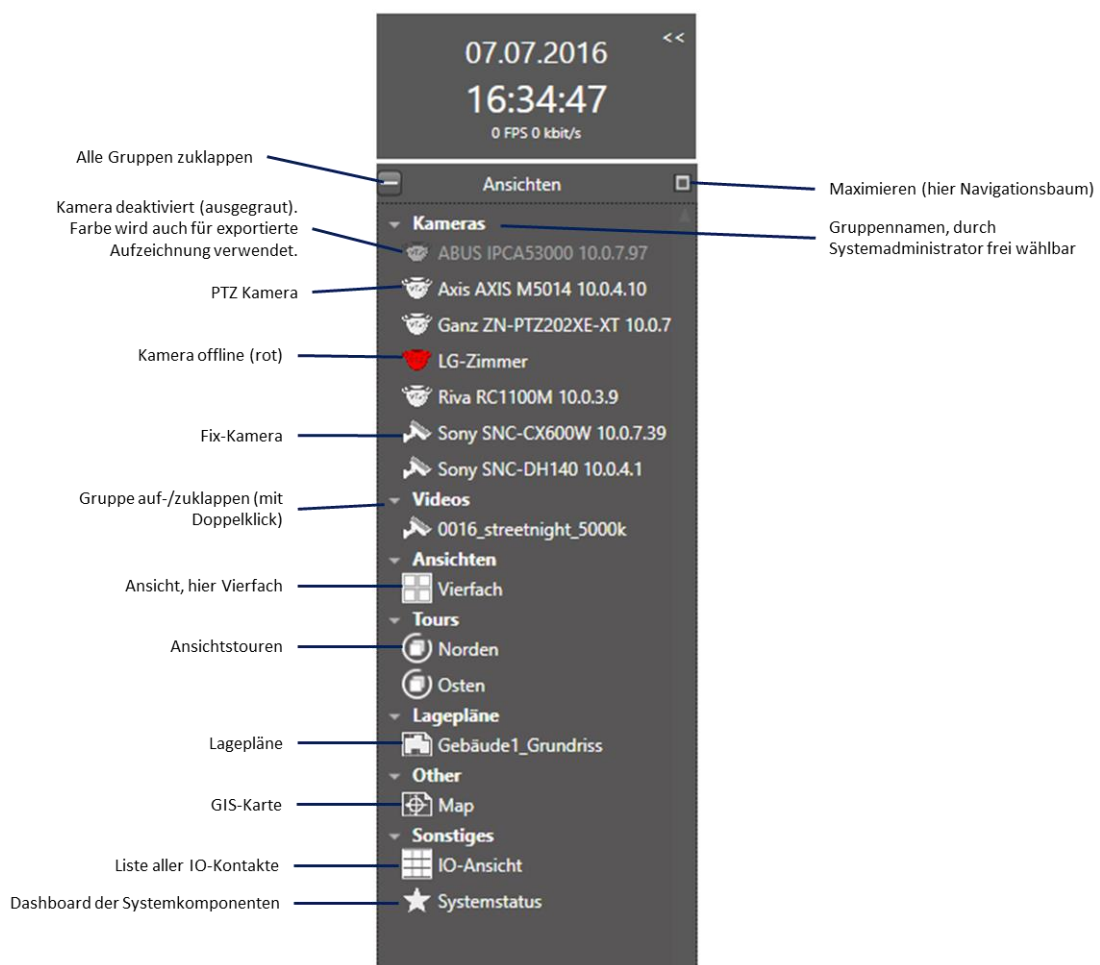 <<
07.07.2016
16:34:47
0 FPS 0 kbit/s
Alle Gruppen zuklappen
Ansichten
Maximieren (hier Navigationsbaum)
Kamera deaktiviert (ausgegraut).
Farbe wird auch für exportierte
Aufzeichnung verwendet.
Kameras
Gruppennamen, durch
Systemadministrator frei wählbar
ABUS IPCA53000 10.0.7.97
PTZ Kamera
Axis AXIS M5014 10.0.4.10
Ganz ZN-PTZ202XE-XT 10.0.7
Kamera offline (rot)
LG-Zimmer
Riva RC1100M 10.0.3.9
Fix-Kamera
Sony SNC-CX600W 10.0.7.39
Sony SNC-DH140 10.0.4.1
Gruppe auf-/zuklappen (mit
Doppelklick)
Videos
0016_streetnight_5000k
Ansichten
Ansicht, hier Vierfach
Vierfach
Tours
Ansichtstouren
Norden
Osten
Lagepläne
Lagepläne
Gebäude1_Grundriss
Other
GIS-Karte
Map
Sonstiges
Liste aller IO-Kontakte
IO-Ansicht
Dashboard der Systemkomponenten
Systemstatus